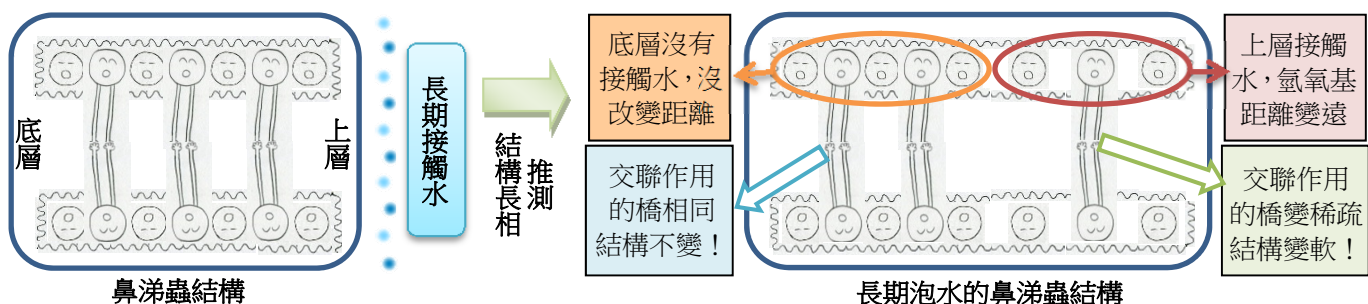 底層
上層
鼻涕蟲結構
長期接觸水
推測
結構長相
底層沒有
接觸水，沒
改變距離
交聯作用
的橋相同
結構不變！
上層接觸
水，氫氧基
距離變遠
交聯作用
的橋變稀疏
結構變軟！
長期泡水的鼻涕蟲結構